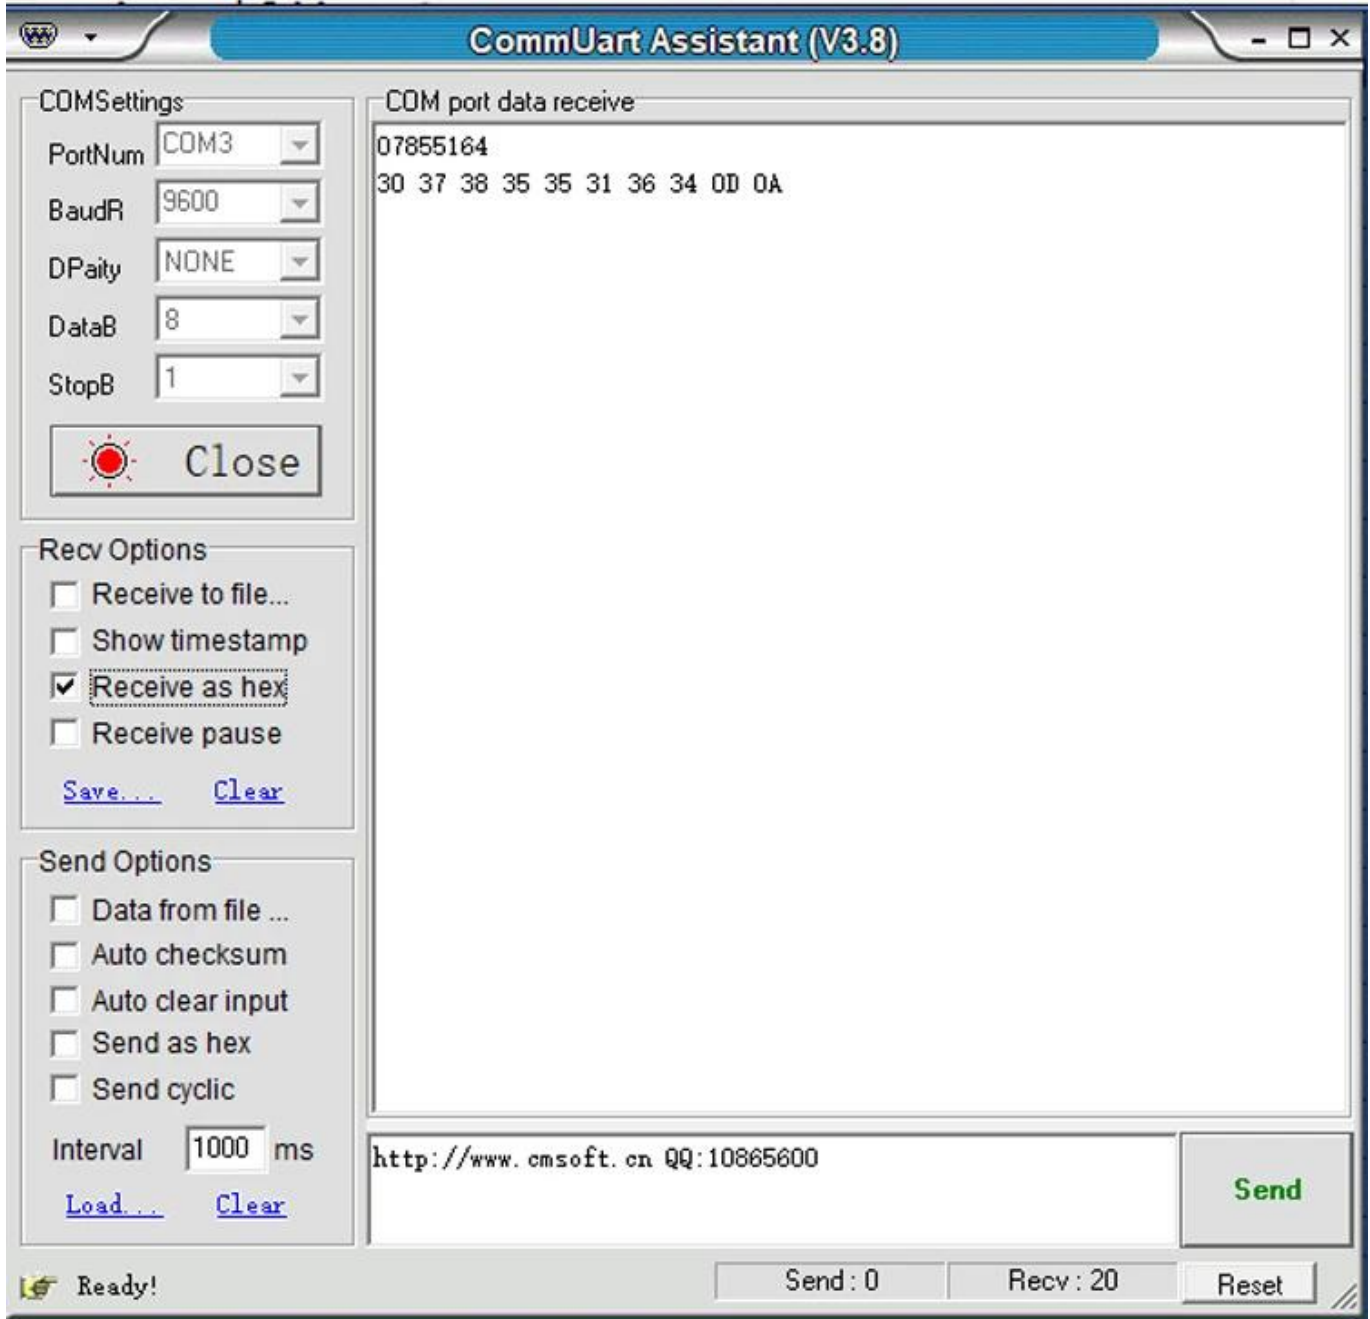 CommUart Assistant (V3.8)
COMSettings
PortNum COM3
BaudR 9600
DPaity NONE
DataB 8
StopB 1
Close
Recv Options
Receive to file...
Show timestamp
Receive as hex
Receive pause
Save... Clear
Send Options
Data from file ...
Auto checksum
Auto clear input
Send as hex
Send cyclic
Interval 1000 ms
Load... Clear
COM port data receive
07855164
30 37 38 35 35 31 36 34 0D 0A
http://www.cmsoft.cn QQ:10865600
Send
Ready!
Send : 0
Recv : 20
Reset